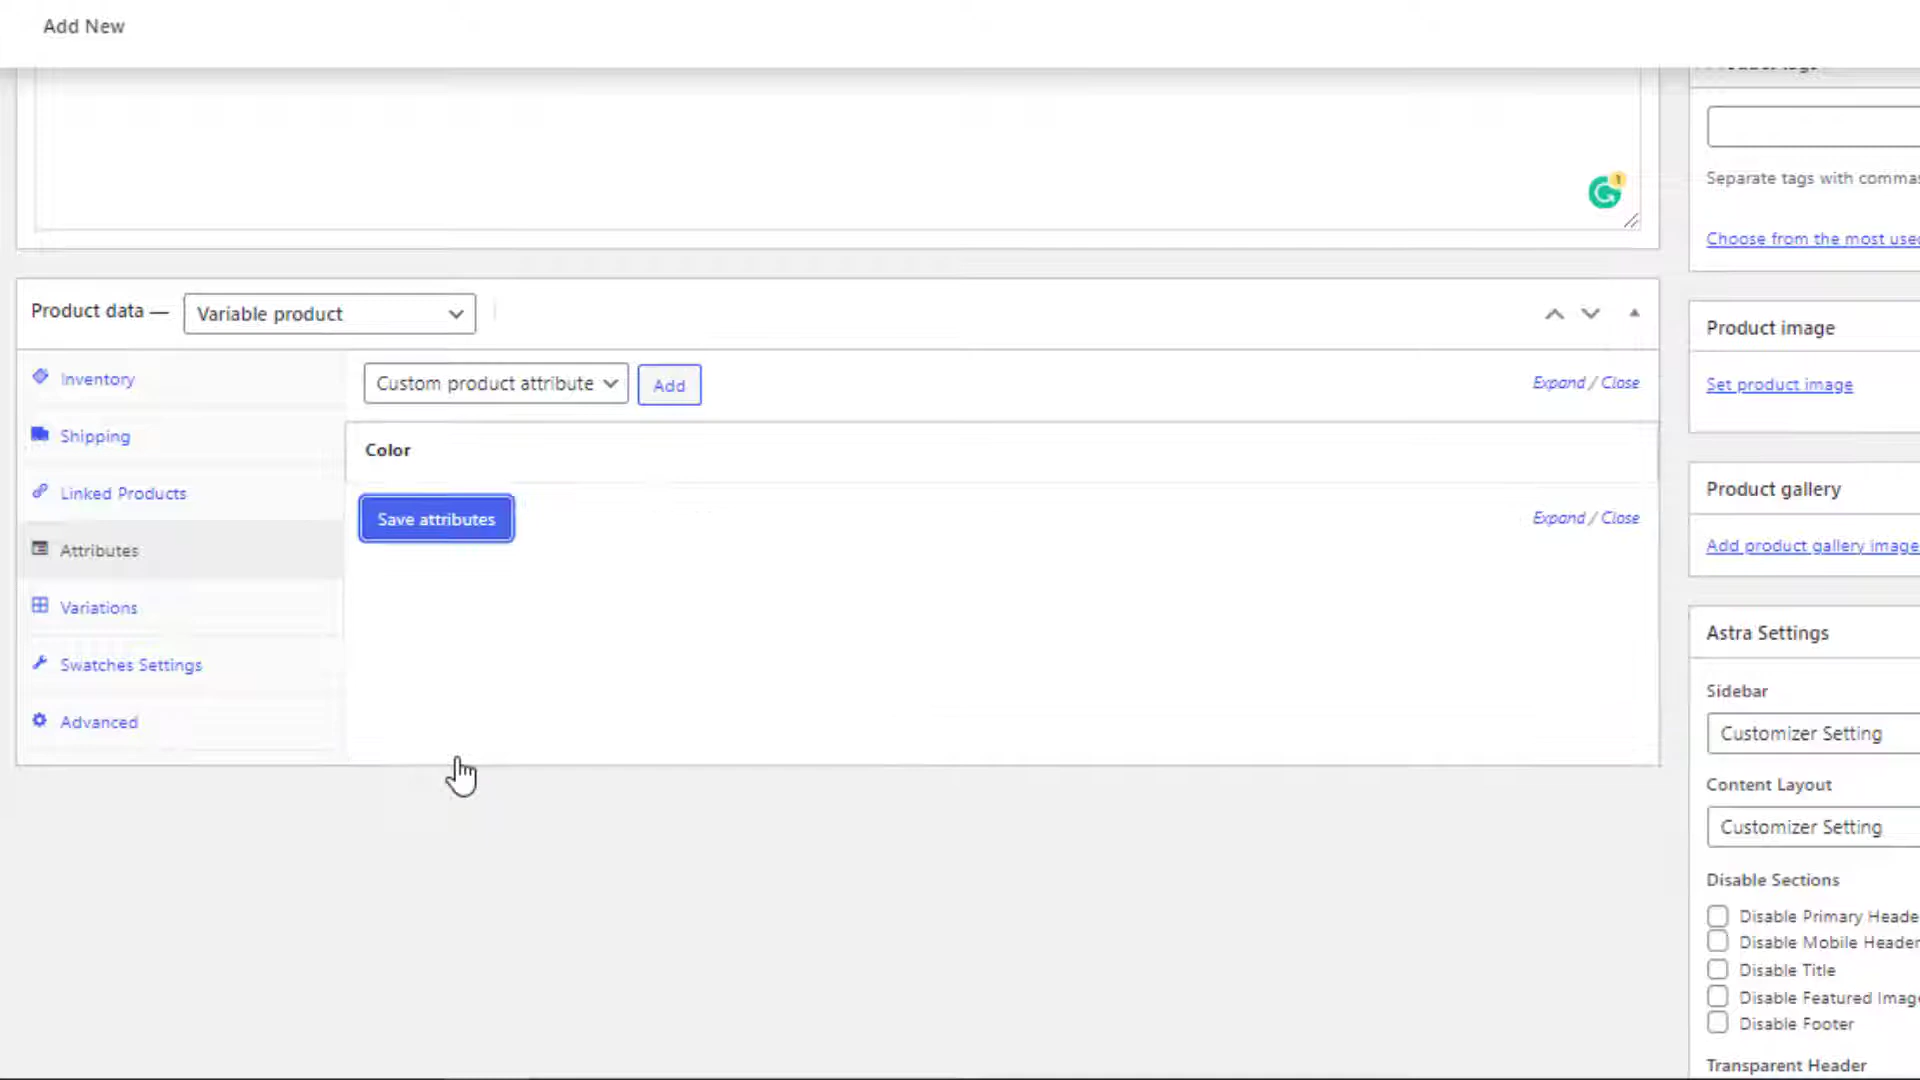 Add New
Separate tags with commas
Choose from the most used
Product data —
Variable product
Inventory
Shipping
Linked Products
Attributes
Variations
Swatches Settings
Advanced
Custom product attribute
Add
Expand / Close
Color
Save attributes
Expand / Close
Product image
Set product image
Product gallery
Add product gallery image
Astra Settings
Sidebar
Customizer Setting
Content Layout
Customizer Setting
Disable Sections
Disable Primary Heade
Disable Mobile Header
Disable Title
Disable Featured Imag
Disable Footer
Transparent Header